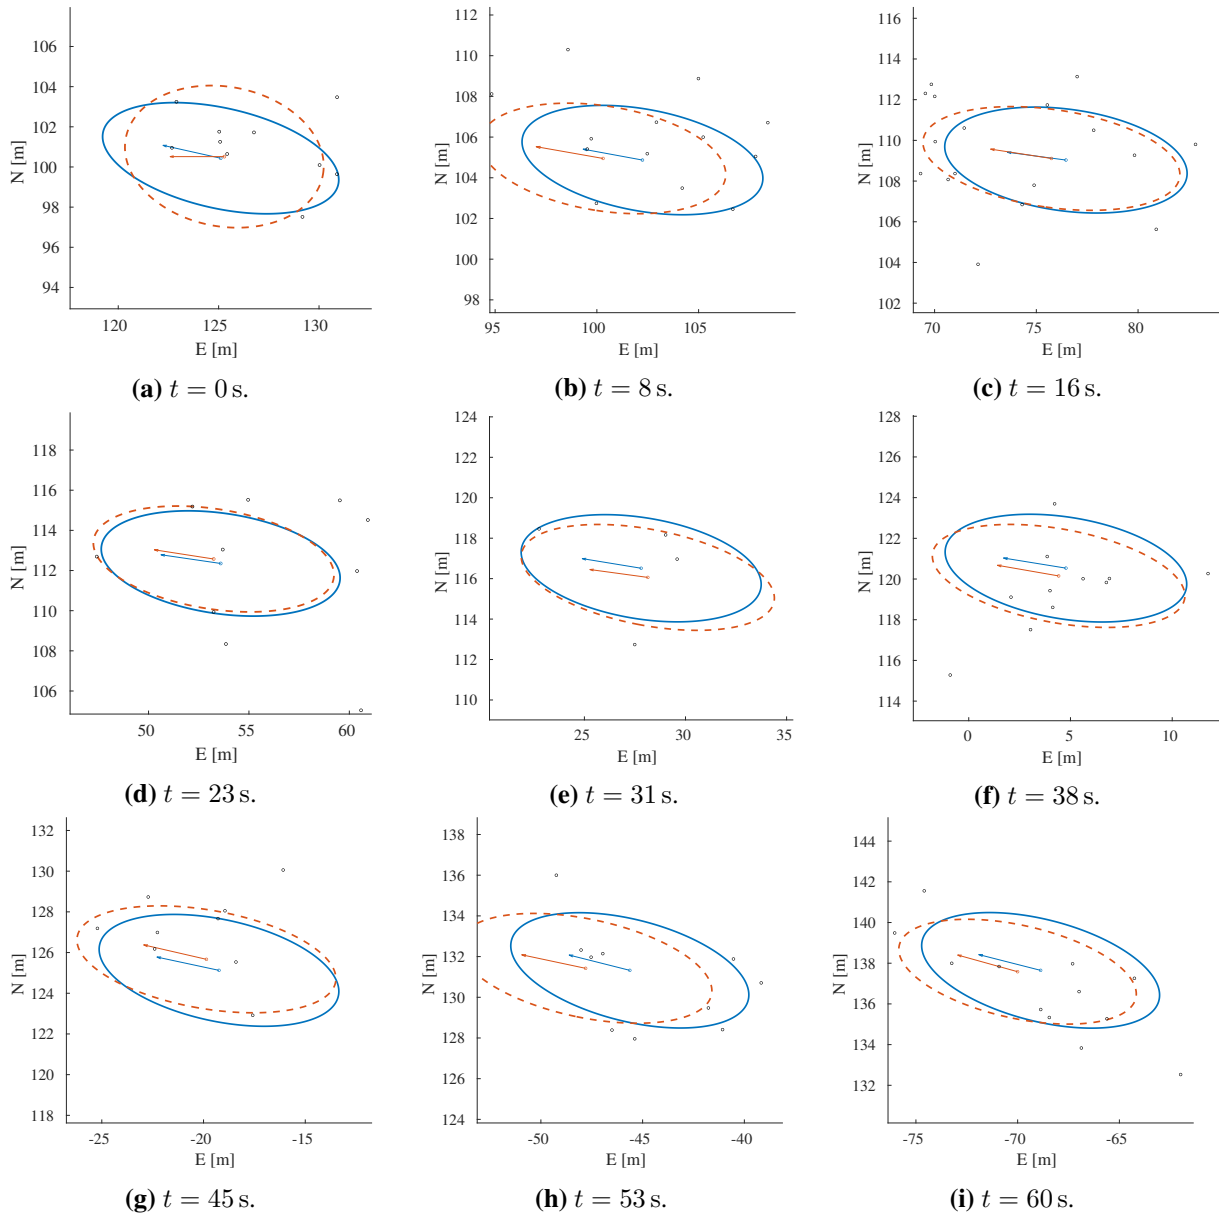 106
104
102
100
98
96
94
N [m]
120 125 130
E [m]
(a) t = 0 s.
112
110
108
106
104
102
100
98
N [m]
95 100 105
E [m]
(b) t = 8 s.
116
114
112
110
108
106
104
102
N [m]
70 75 80
E [m]
(c) t = 16 s.
118
116
114
112
110
108
106
N [m]
50 55 60
E [m]
(d) t = 23 s.
124
122
120
118
116
114
112
110
N [m]
25 30 35
E [m]
(e) t = 31 s.
128
126
124
122
120
118
116
114
N [m]
0 5 10
E [m]
(f) t = 38 s.
132
130
128
126
124
122
120
118
N [m]
-25 -20 -15
E [m]
(g) t = 45 s.
138
136
134
132
130
128
126
124
N [m]
-50 -45 -40
E [m]
(h) t = 53 s.
144
142
140
138
136
134
132
N [m]
-75 -70 -65
E [m]
(i) t = 60 s.